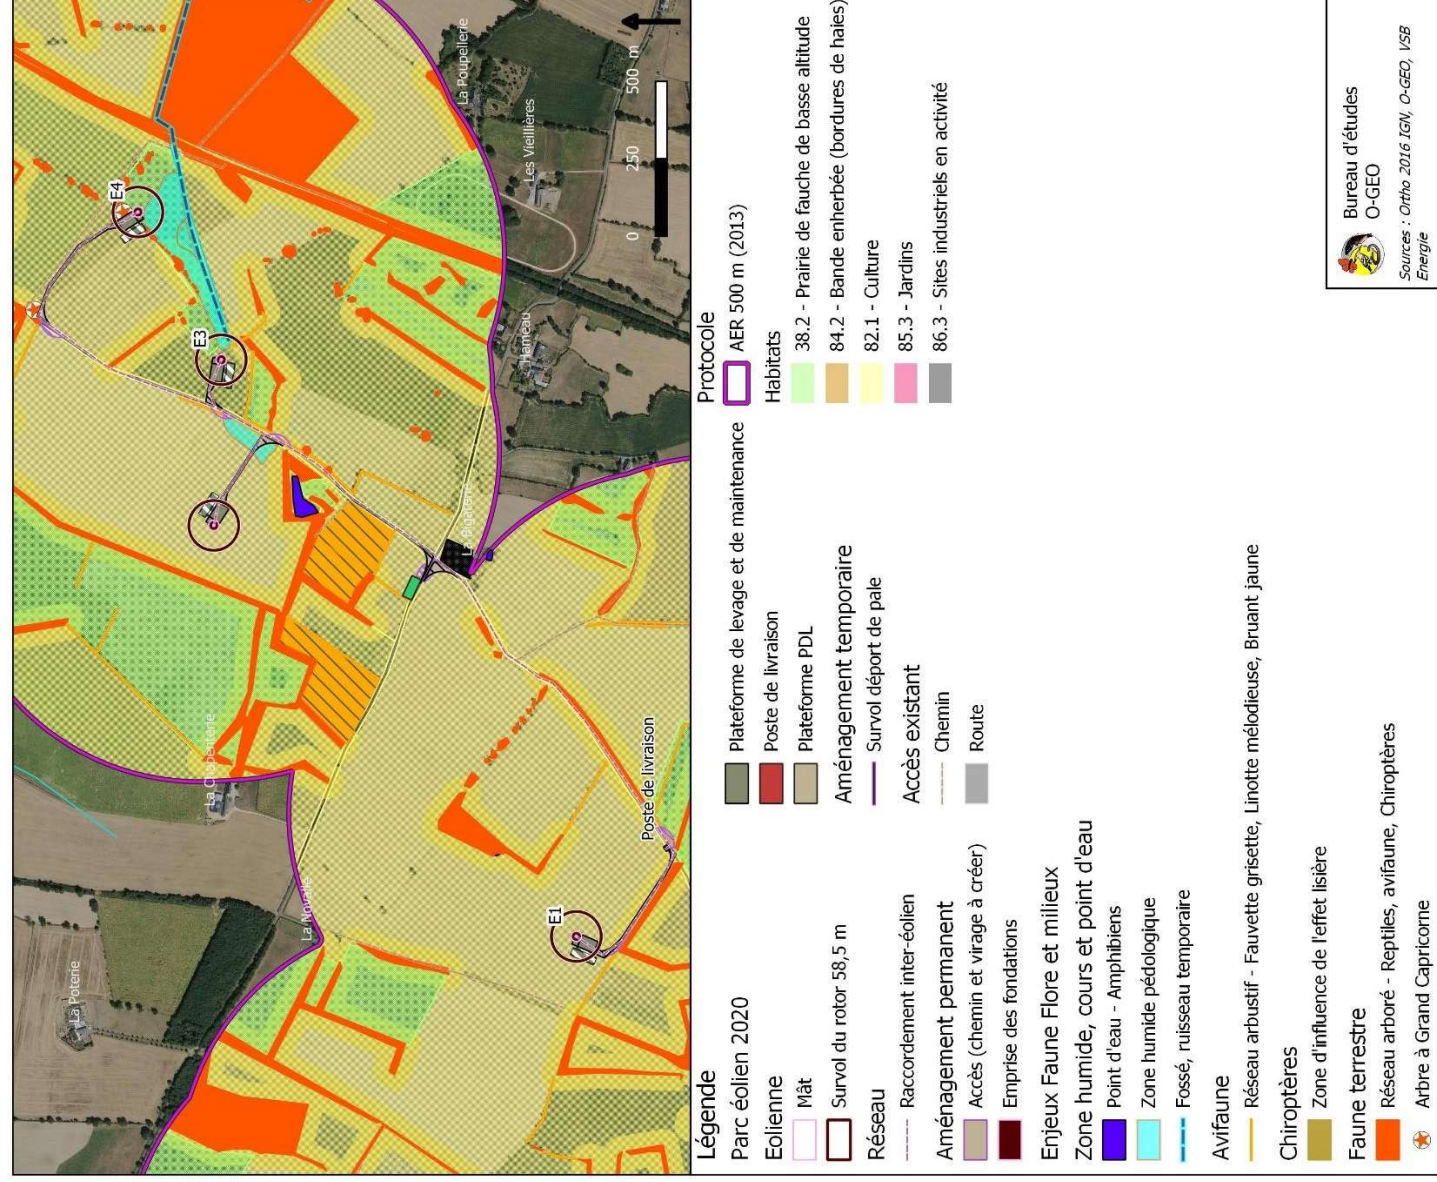 La Poterie
La Noyelle
La Poupellerie
Les Vieillières
Hameau
E1
E3
E4
Poste de livraison
0 250 500 m
Légende
Parc éolien 2020
Eolienne
Mât
Survol du rotor 58,5 m
Réseau
Raccordement inter-éolien
Aménagement permanent
Accès (chemin et virage à créer)
Emprise des fondations
Plateforme de levage et de maintenance
Poste de livraison
Plateforme PDL
Aménagement temporaire
Survol déport de pale
Accès existant
Chemin
Route
Protocole
AER 500 m (2013)
Habitats
38.2 - Prairie de fauche de basse altitude
84.2 - Bande enherbée (bordures de haies)
82.1 - Culture
85.3 - Jardins
86.3 - Sites industriels en activité
Enjeux Faune Flore et milieux
Zone humide, cours et point d'eau
Point d'eau - Amphibiens
Zone humide pédologique
Fossé, ruisseau temporaire
Avifaune
Réseau arbustif - Fauvette grisette, Linotte mélodieuse, Bruant jaune
Chiroptères
Zone d'influence de l'effet lisière
Faune terrestre
Réseau arboré - Reptiles, avifaune, Chiroptères
Arbre à Grand Capricorne
Bureau d'études
O-GEO
Sources : Ortho 2016 IGN, O-GEO, VSB
Energie